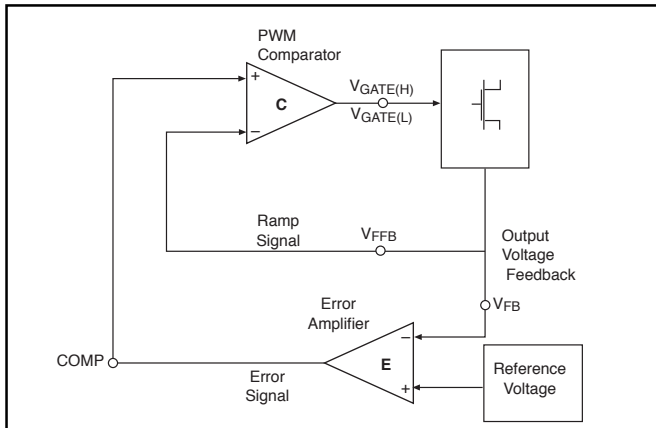 PWM
Comparator
+
C
−
VGATE(H)
VGATE(L)
Ramp
Signal
VFFB
Output
Voltage
Feedback
VFB
Error
Amplifier
−
E
+
COMP
Error
Signal
Reference
Voltage